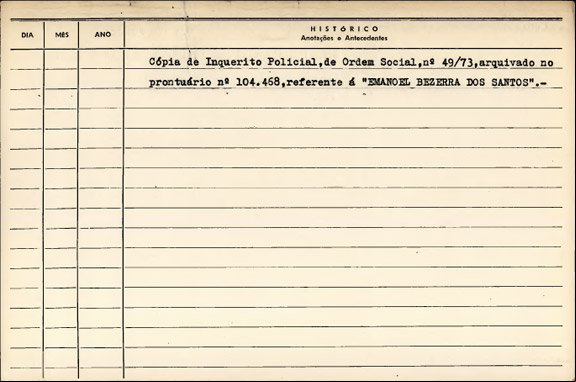 HISTÓRICO
DIA MÊS ANO Anotações e Antecedentes
Cópia de Inquerito Policial,de Ordem Social,nº 49/73,arquivado no
prontuário nº 104.468,referente á "EMANOEL BEZERRA DOS SANTOS".-